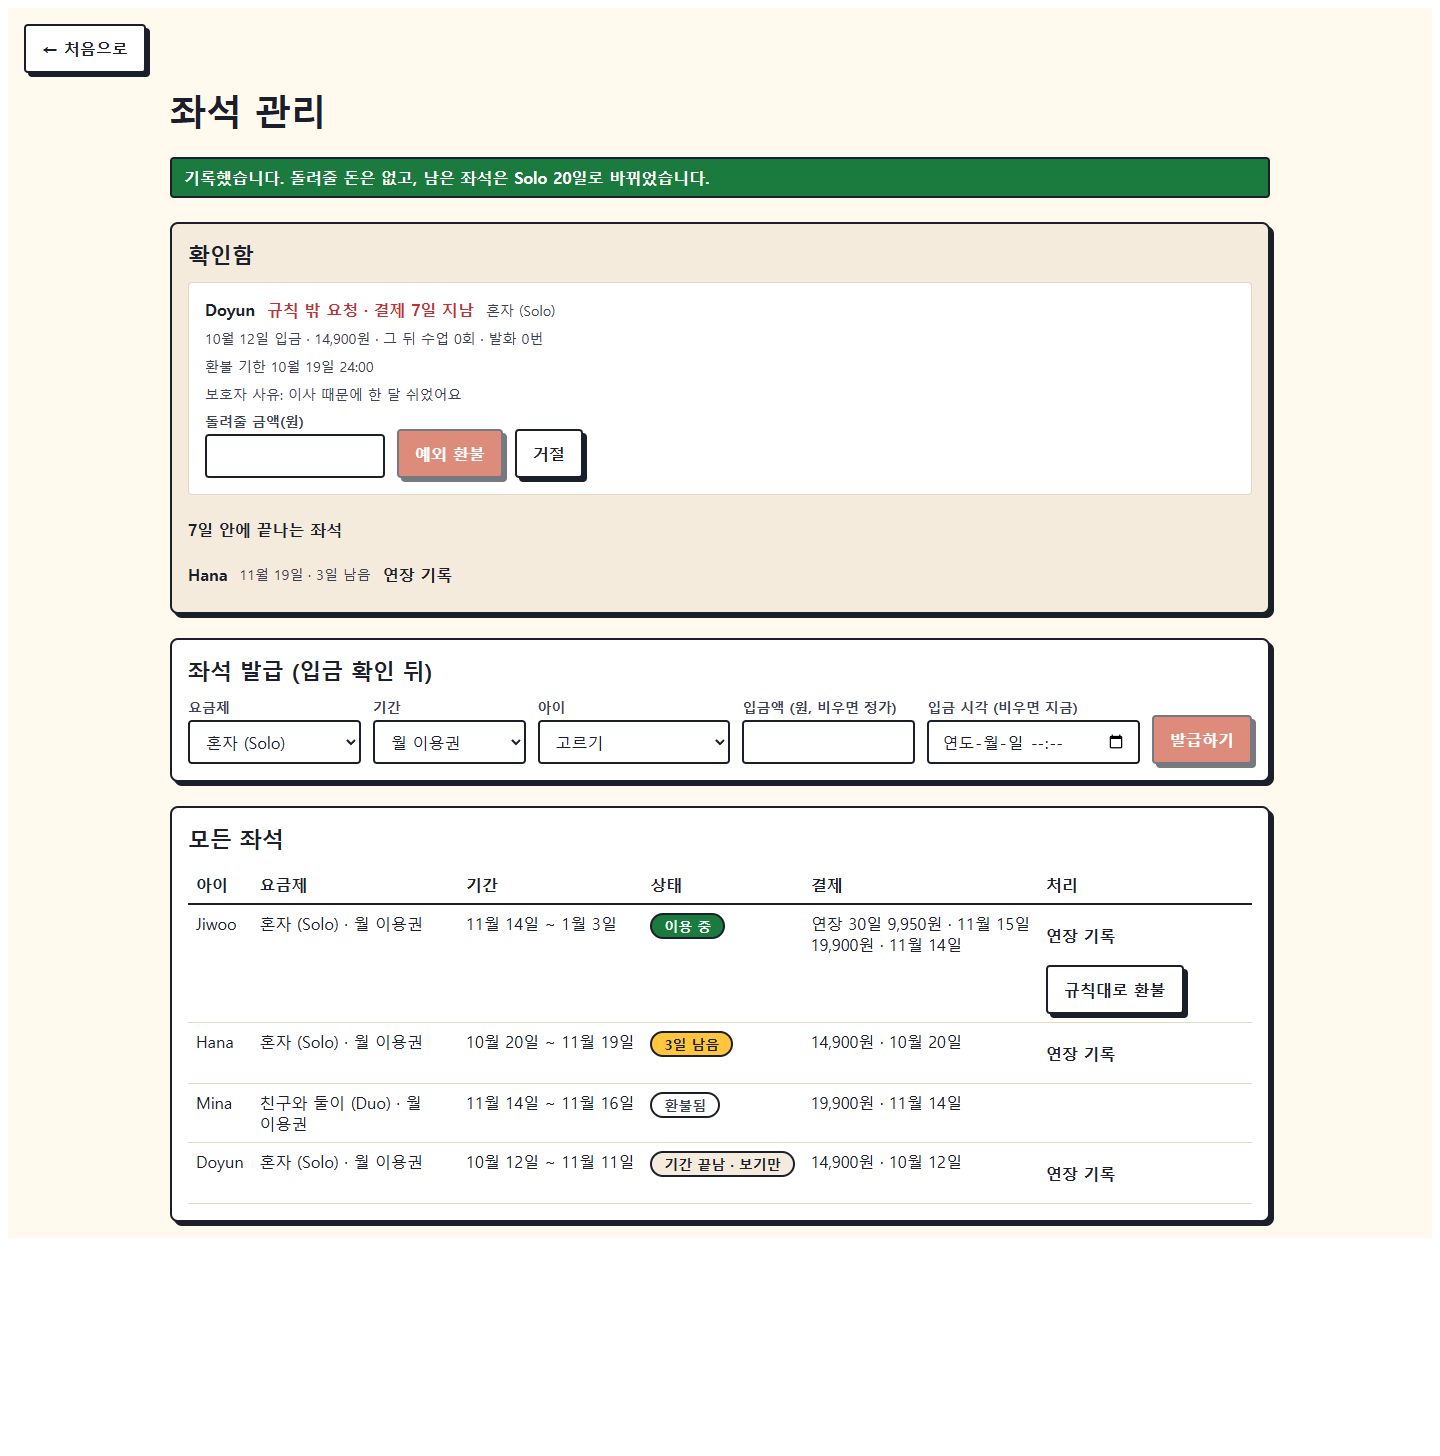 ← 처음으로
좌석 관리
기록했습니다. 돌려줄 돈은 없고, 남은 좌석은 Solo 20일로 바뀌었습니다.
확인함
Doyun 규칙 밖 요청 · 결제 7일 지남 혼자 (Solo)
10월 12일 입금 · 14,900원 · 그 뒤 수업 0회 · 발화 0번
환불 기한 10월 19일 24:00
보호자 사유: 이사 때문에 한 달 쉬었어요
돌려줄 금액(원)
예외 환불 거절
7일 안에 끝나는 좌석
Hana 11월 19일 · 3일 남음 연장 기록
좌석 발급 (입금 확인 뒤)
요금제 기간 아이 입금액 (원, 비우면 정가) 입금 시각 (비우면 지금)
혼자 (Solo) 월 이용권 고르기 연도-월-일 --:-- 발급하기
모든 좌석
아이 요금제 기간 상태 결제 처리
Jiwoo 혼자 (Solo) · 월 이용권 11월 14일 ~ 1월 3일 이용 중 연장 30일 9,950원 · 11월 15일
19,900원 · 11월 14일
연장 기록
규칙대로 환불
Hana 혼자 (Solo) · 월 이용권 10월 20일 ~ 11월 19일 3일 남음 14,900원 · 10월 20일
연장 기록
Mina 친구와 둘이 (Duo) · 월 11월 14일 ~ 11월 16일 환불됨 19,900원 · 11월 14일
이용권
Doyun 혼자 (Solo) · 월 이용권 10월 12일 ~ 11월 11일 기간 끝남 · 보기만 14,900원 · 10월 12일
연장 기록